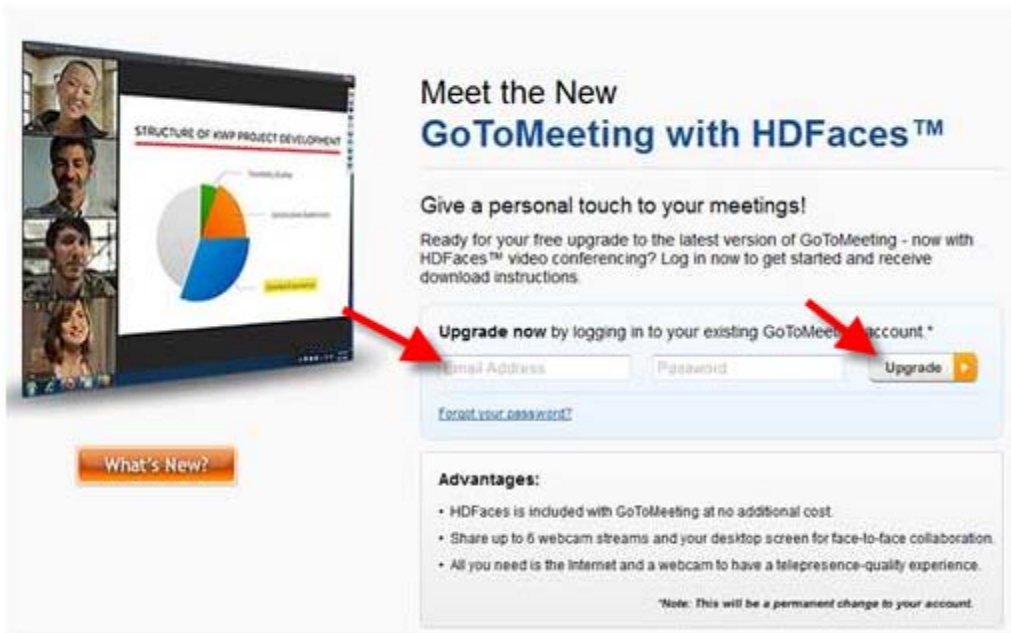 STRUCTURE OF KWP PROJECT DEVELOPMENT
Meet the New
GoToMeeting with HDFaces™
Give a personal touch to your meetings!
Ready for your free upgrade to the latest version of GoToMeeting - now with
HDFaces™ video conferencing? Log in now to get started and receive
download instructions.
Upgrade now by logging in to your existing GoToMeeting account.*
Email Address
Password
Upgrade
Forgot your password?
What's New?
Advantages:
• HDFaces is included with GoToMeeting at no additional cost.
• Share up to 6 webcam streams and your desktop screen for face-to-face collaboration.
• All you need is the Internet and a webcam to have a telepresence-quality experience.
*Note: This will be a permanent change to your account.